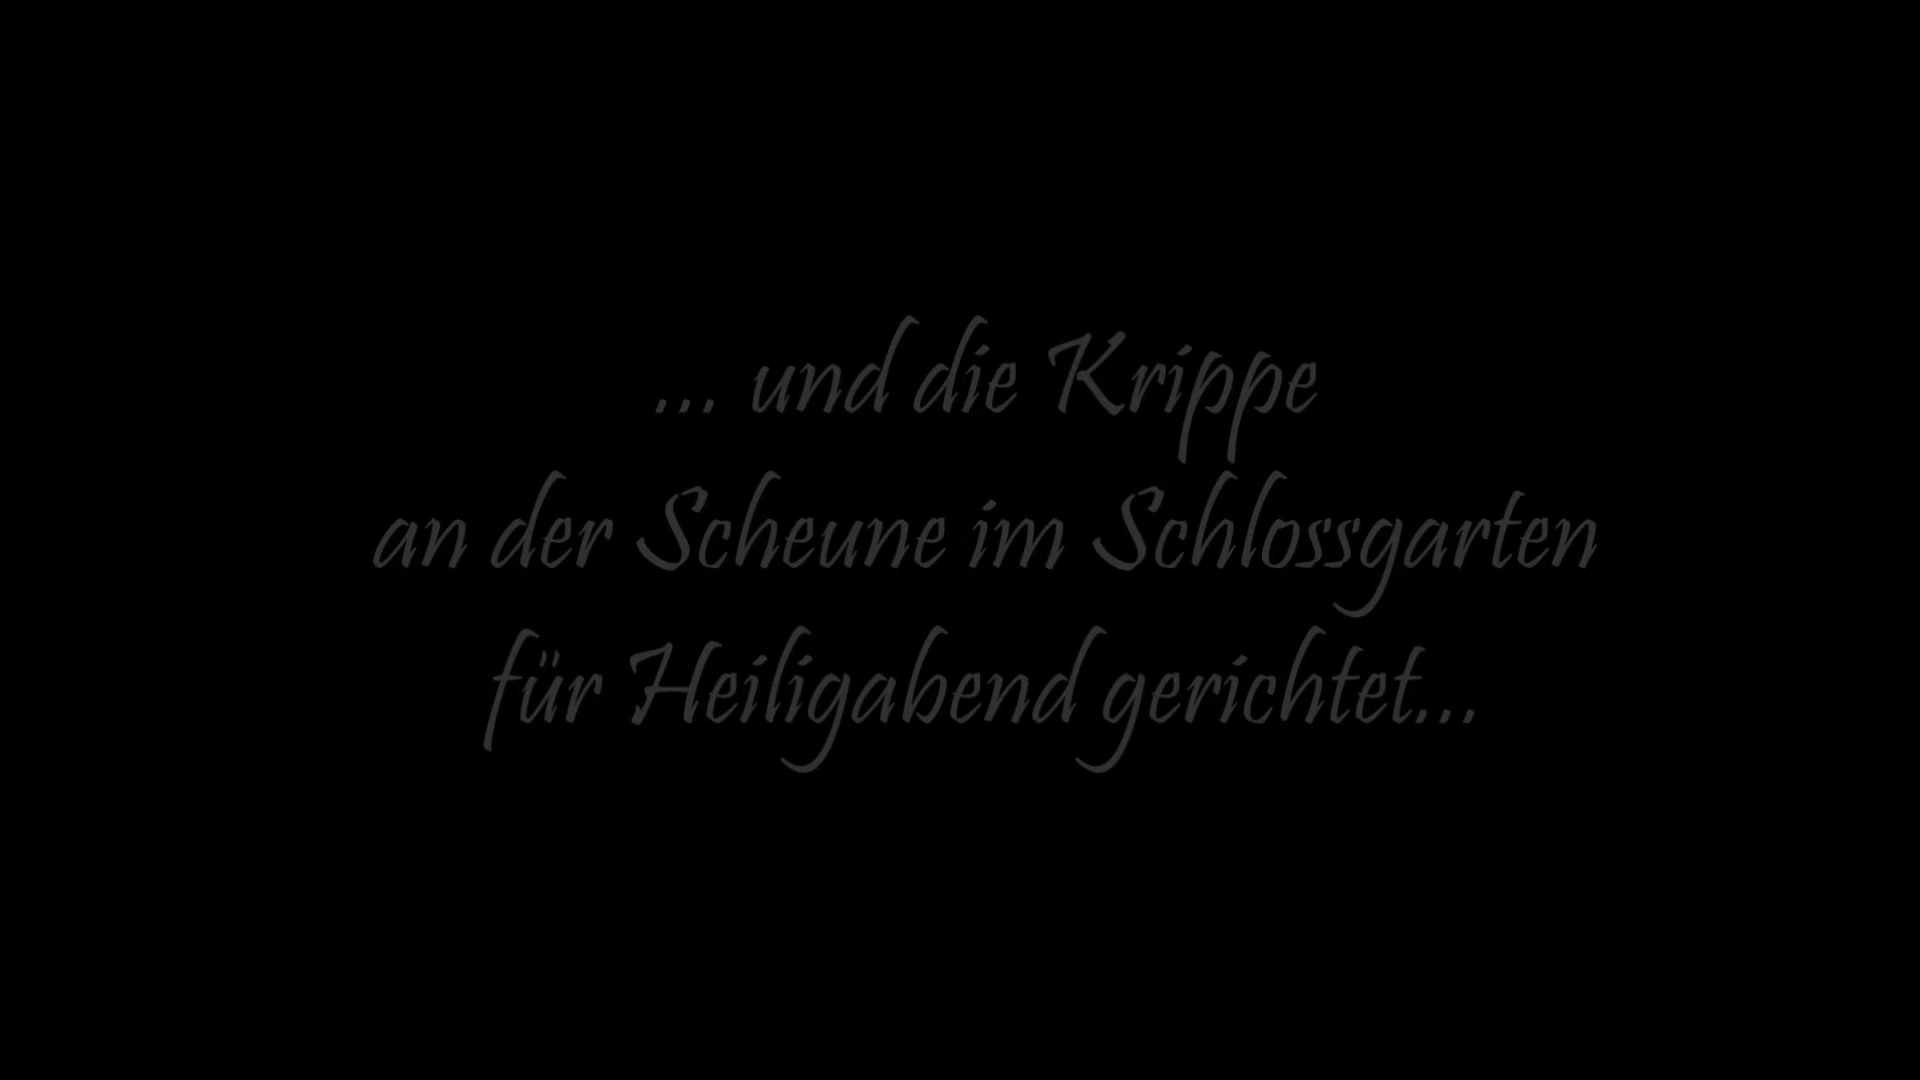 ... und die Krippe
an der Scheune im Schlossgarten
für Heiligabend gerichtet...